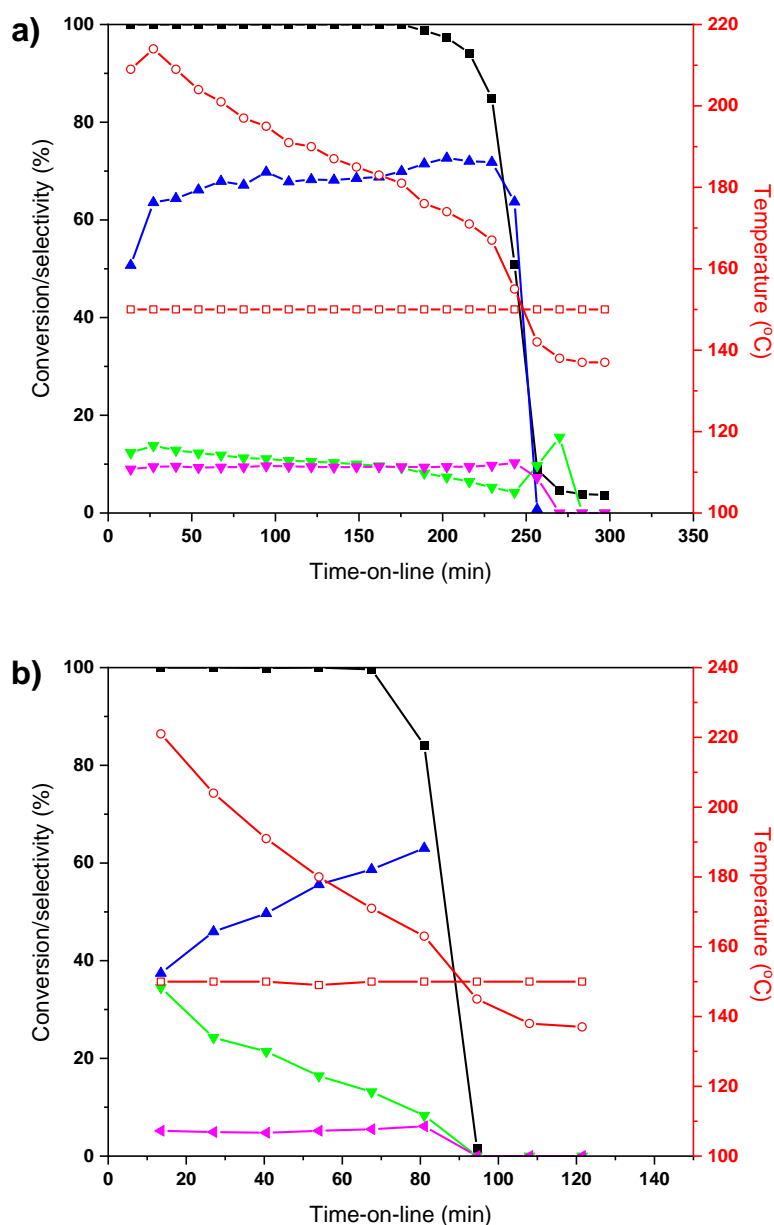 a)
100
80
60
40
20
0
Conversion/selectivity (%)
220
200
180
160
140
120
100
Temperature (°C)
0 50 100 150 200 250 300 350
Time-on-line (min)
b)
100
80
60
40
20
0
Conversion/selectivity (%)
240
220
200
180
160
140
120
100
Temperature (°C)
0 20 40 60 80 100 120 140
Time-on-line (min)